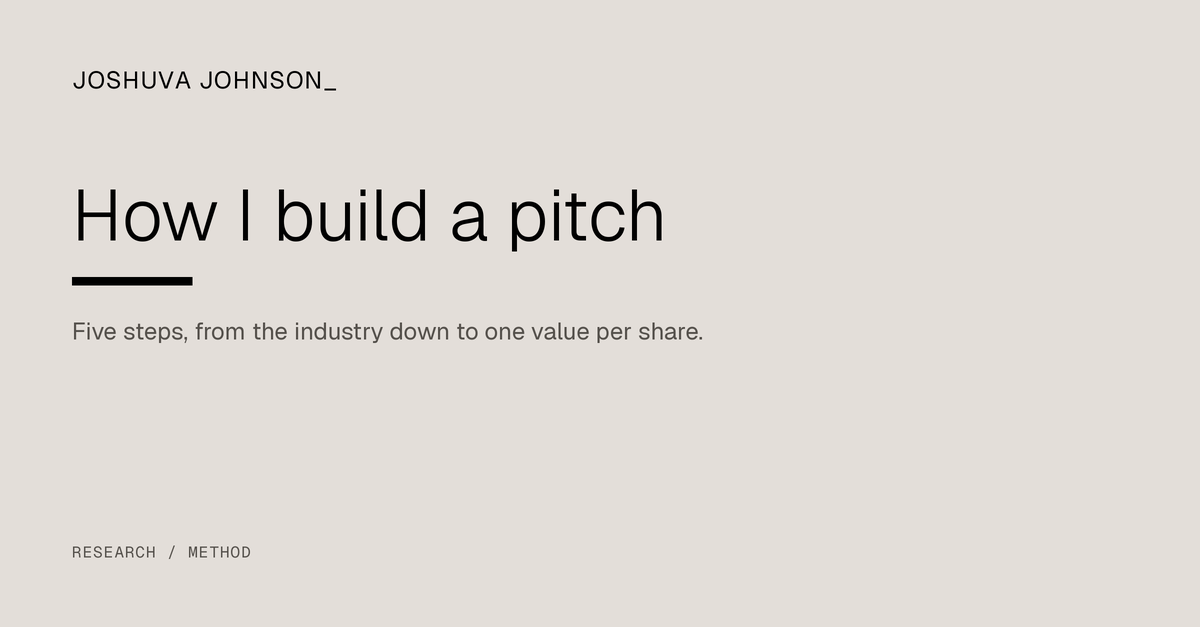 JOSHUVA JOHNSON_
How I build a pitch
Five steps, from the industry down to one value per share.
RESEARCH / METHOD